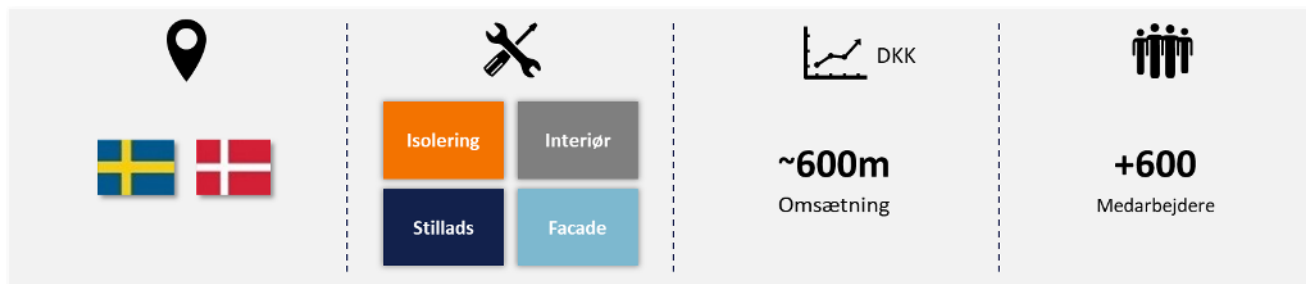 DKK
Isolering
Interiør
Stillads
Facade
~600m
Omsætning
+600
Medarbejdere